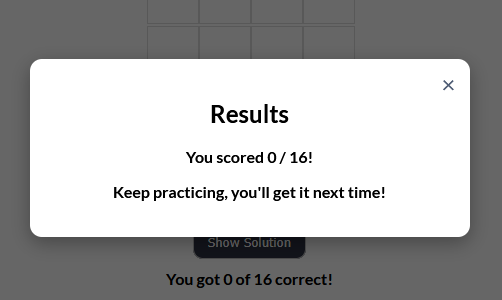 Results
You scored 0 / 16!
Keep practicing, you'll get it next time!
Show Solution
You got 0 of 16 correct!